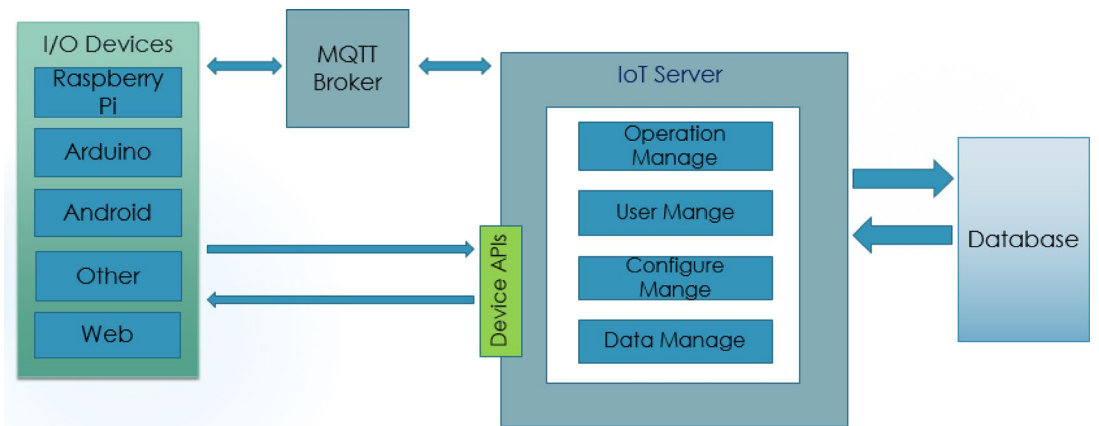 I/O Devices
Raspberry
Pi
Arduino
Android
Other
Web
MQTT
Broker
Device APIs
IoT Server
Operation
Manage
User Mange
Configure
Mange
Data Manage
Database